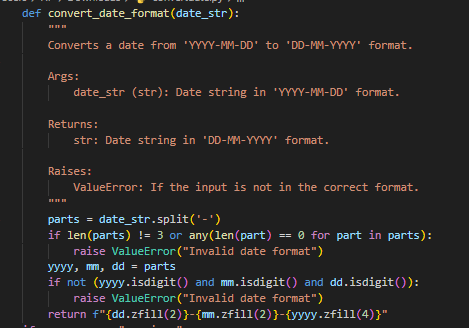 def convert_date_format(date_str):
"""
Converts a date from 'YYYY-MM-DD' to 'DD-MM-YYYY' format.
Args:
date_str (str): Date string in 'YYYY-MM-DD' format.
Returns:
str: Date string in 'DD-MM-YYYY' format.
Raises:
ValueError: If the input is not in the correct format.
"""
parts = date_str.split('-')
if len(parts) != 3 or any(len(part) == 0 for part in parts):
raise ValueError("Invalid date format")
yyyy, mm, dd = parts
if not (yyyy.isdigit() and mm.isdigit() and dd.isdigit()):
raise ValueError("Invalid date format")
return f"{dd.zfill(2)}-{mm.zfill(2)}-{yyyy.zfill(4)}"